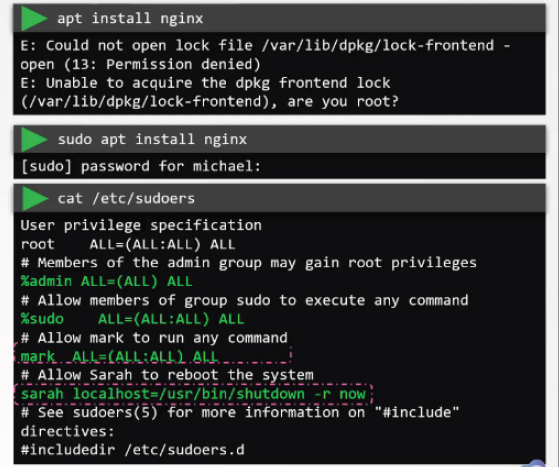 apt install nginx
E: Could not open lock file /var/lib/dpkg/lock-frontend -
open (13: Permission denied)
E: Unable to acquire the dpkg frontend lock
(/var/lib/dpkg/lock-frontend), are you root?
sudo apt install nginx
[sudo] password for michael:
cat /etc/sudoers
User privilege specification
root    ALL=(ALL:ALL) ALL
# Members of the admin group may gain root privileges
%admin ALL=(ALL) ALL
# Allow members of group sudo to execute any command
%sudo    ALL=(ALL:ALL) ALL
# Allow mark to run any command
mark  ALL=(ALL:ALL) ALL
# Allow Sarah to reboot the system
sarah localhost=/usr/bin/shutdown -r now
# See sudoers(5) for more information on "#include"
directives:
#includedir /etc/sudoers.d